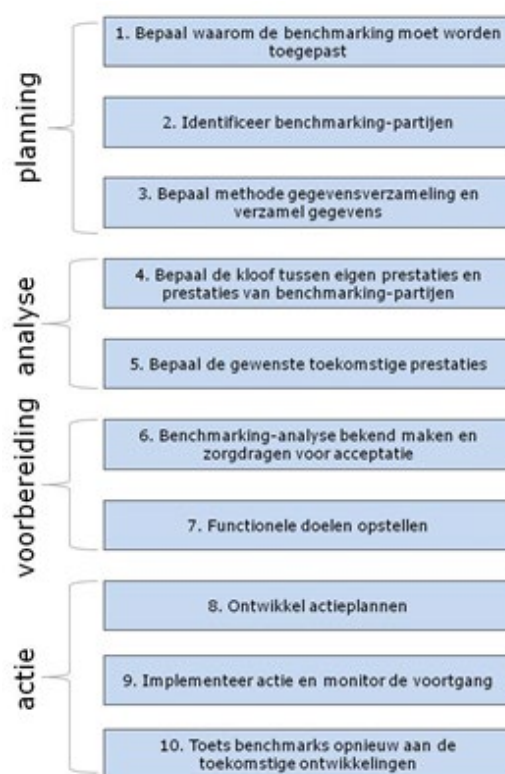 planning
1. Bepaal waarom de benchmarking moet worden
toegepast
2. Identificeer benchmarking-partijen
3. Bepaal methode gegevensverzameling en
verzamel gegevens
analyse
4. Bepaal de kloof tussen eigen prestaties en
prestaties van benchmarking-partijen
5. Bepaal de gewenste toekomstige prestaties
voorbereiding
6. Benchmarking-analyse bekend maken en
zorgdragen voor acceptatie
7. Functionele doelen opstellen
actie
8. Ontwikkel actieplannen
9. Implementeer actie en monitor de voortgang
10. Toets benchmarks opnieuw aan de
toekomstige ontwikkelingen